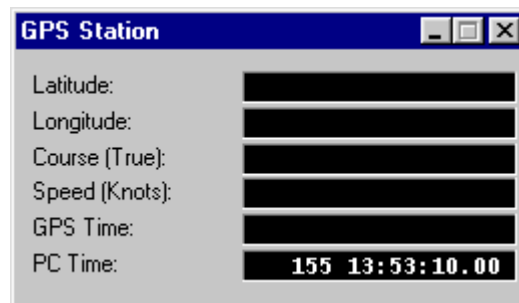 GPS Station
Latitude:
Longitude:
Course (True):
Speed (Knots):
GPS Time:
PC Time: 155 13:53:10.00